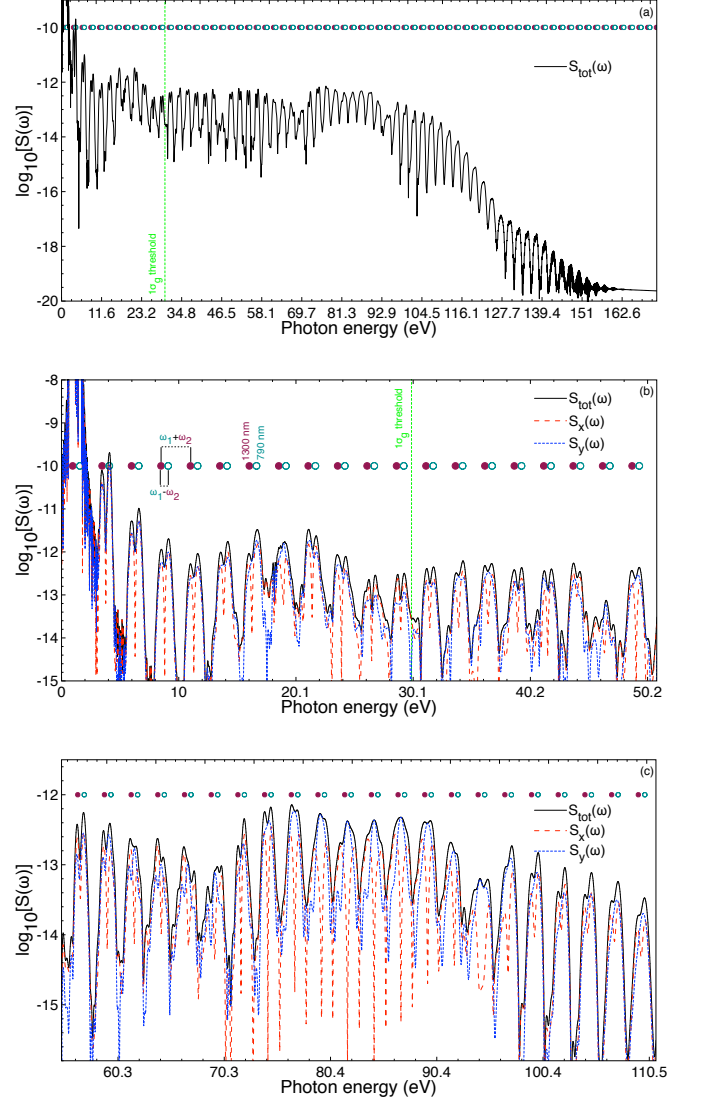 (a)
-10
-12
-14
-16
-18
-20
log₁₀[S(ω)]
S_tot(ω)
1σ_g threshold
0 11.6 23.2 34.8 46.5 58.1 69.7 81.3 92.9 104.5 116.1 127.7 139.4 151 162.6
Photon energy (eV)
(b)
-8
-9
-10
-11
-12
-13
-14
-15
log₁₀[S(ω)]
S_tot(ω)
S_x(ω)
S_y(ω)
ω₁+ω₂
ω₁-ω₂
1300 nm
790 nm
1σ_g threshold
0 10 20.1 30.1 40.2 50.2
Photon energy (eV)
(c)
-12
-13
-14
-15
log₁₀[S(ω)]
S_tot(ω)
S_x(ω)
S_y(ω)
60.3 70.3 80.4 90.4 100.4 110.5
Photon energy (eV)